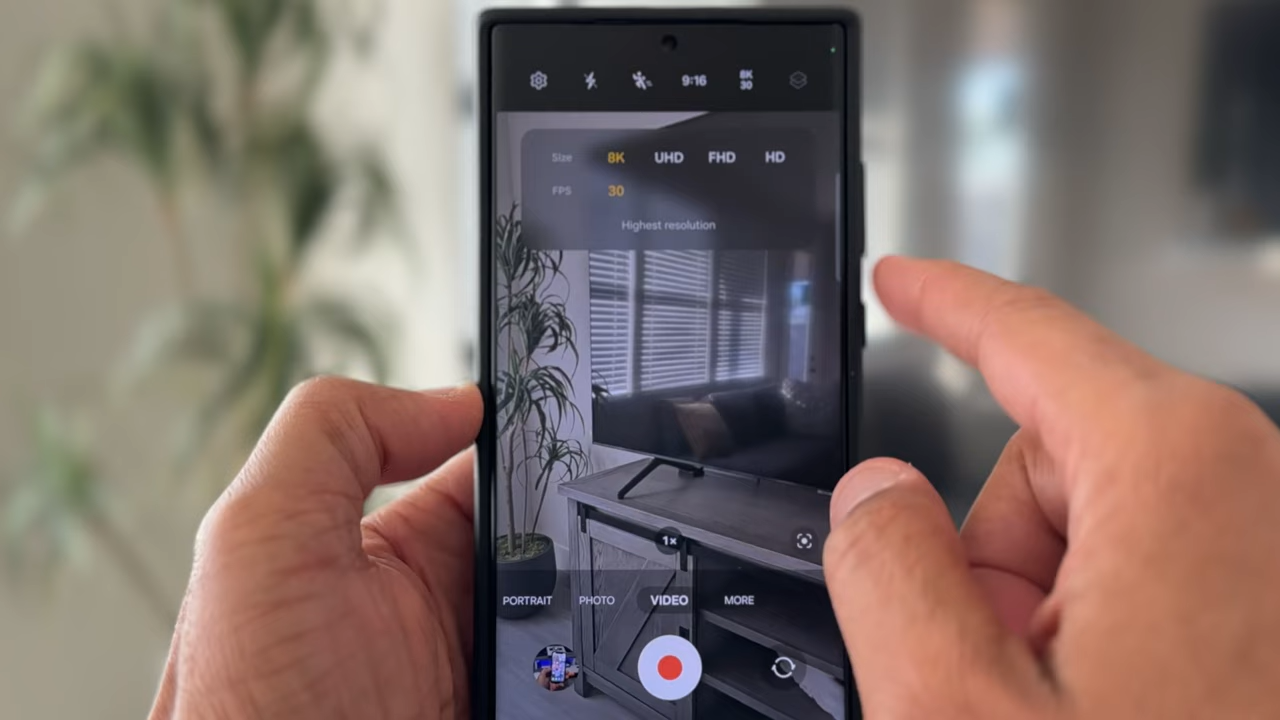 9:16
8K
30
Size 8K UHD FHD HD
FPS 30
Highest resolution
1×
PORTRAIT PHOTO VIDEO MORE